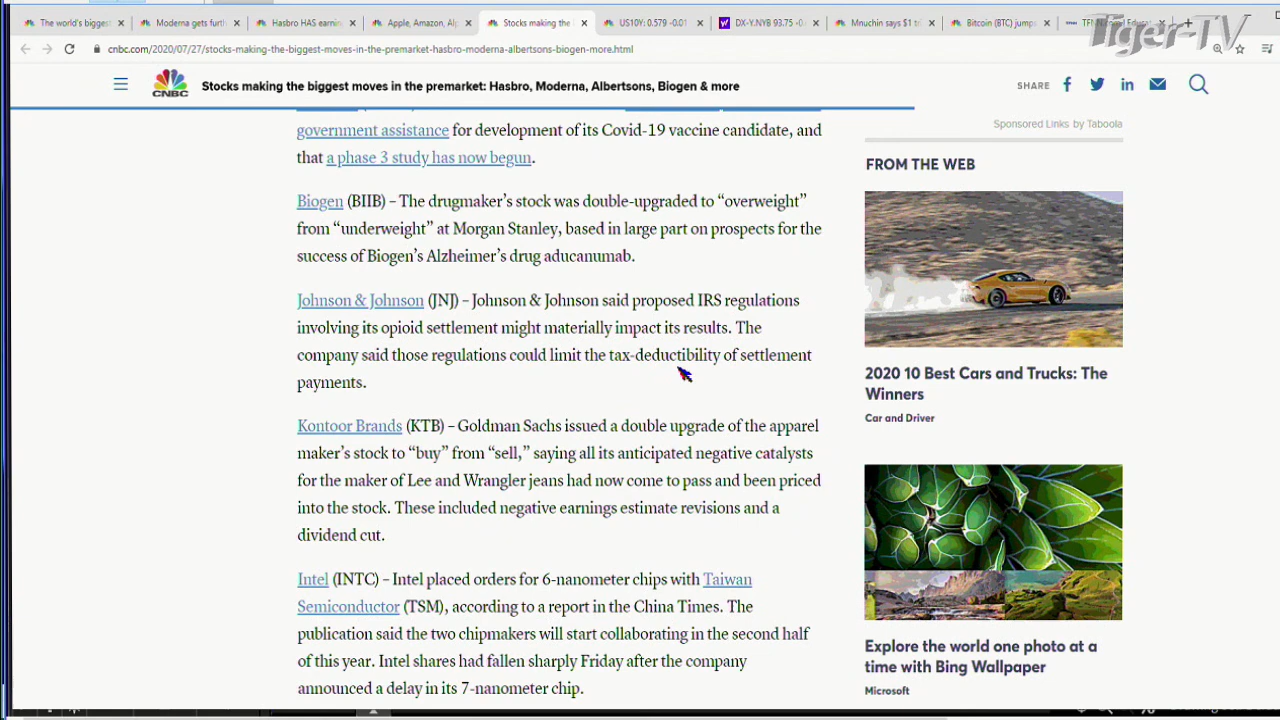 The world's biggest
Moderna gets furth
Hasbro HAS earnin
Apple, Amazon, Al
Stocks making the
US10Y: 0.579 -0.01
DX-Y.NYB 93.75
Mnuchin says $1 tri
Bitcoin (BTC) jumps
Tiger-TV
cnbc.com/2020/07/27/stocks-making-the-biggest-moves-in-the-premarket-hasbro-moderna-albertsons-biogen-more.html
CNBC
Stocks making the biggest moves in the premarket: Hasbro, Moderna, Albertsons, Biogen & more
SHARE
government assistance for development of its Covid-19 vaccine candidate, and
that a phase 3 study has now begun.
Biogen (BIIB) – The drugmaker's stock was double-upgraded to “overweight”
from “underweight” at Morgan Stanley, based in large part on prospects for the
success of Biogen's Alzheimer's drug aducanumab.
Johnson & Johnson (JNJ) – Johnson & Johnson said proposed IRS regulations
involving its opioid settlement might materially impact its results. The
company said those regulations could limit the tax-deductibility of settlement
payments.
Kontoor Brands (KTB) – Goldman Sachs issued a double upgrade of the apparel
maker's stock to “buy” from “sell,” saying all its anticipated negative catalysts
for the maker of Lee and Wrangler jeans had now come to pass and been priced
into the stock. These included negative earnings estimate revisions and a
dividend cut.
Intel (INTC) – Intel placed orders for 6-nanometer chips with Taiwan
Semiconductor (TSM), according to a report in the China Times. The
publication said the two chipmakers will start collaborating in the second half
of this year. Intel shares had fallen sharply Friday after the company
announced a delay in its 7-nanometer chip.
Sponsored Links by Taboola
FROM THE WEB
2020 10 Best Cars and Trucks: The
Winners
Car and Driver
Explore the world one photo at a
time with Bing Wallpaper
Microsoft